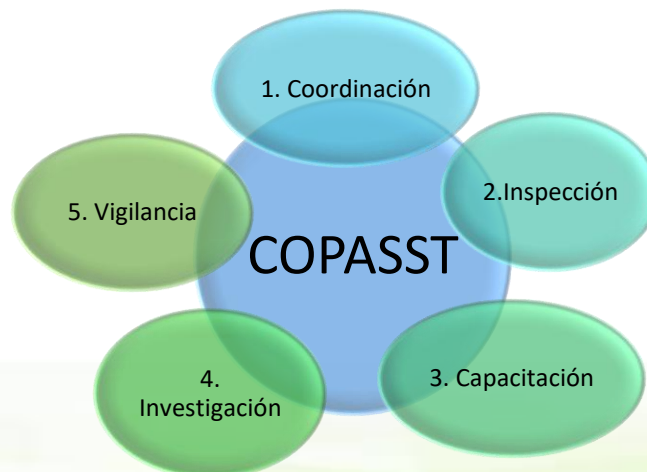 1. Coordinación
2.Inspección
5. Vigilancia
COPASST
3. Capacitación
4.
Investigación